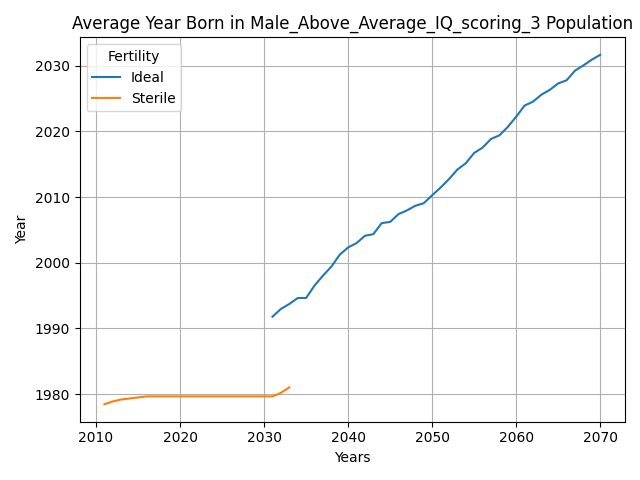 Average Year Born in Male_Above_Average_IQ_scoring_3 Population
Fertility
Ideal
Sterile
Year
2030
2020
2010
2000
1990
1980
2010 2020 2030 2040 2050 2060 2070
Years